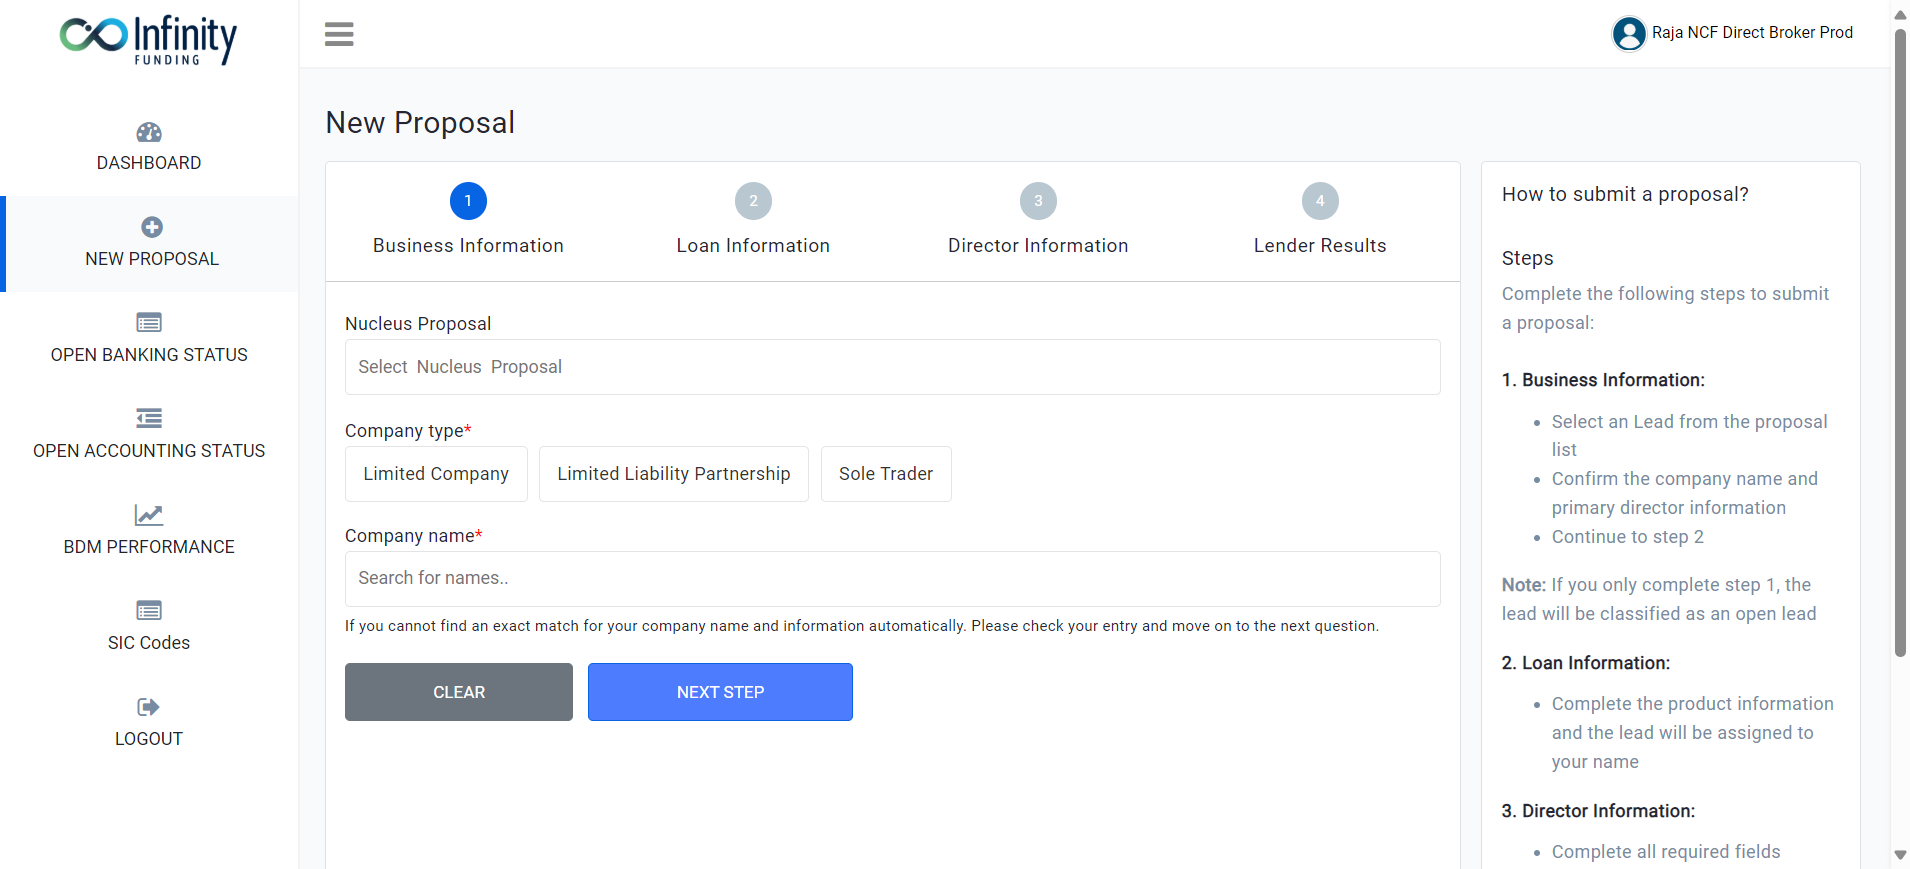 Infinity
FUNDING
Raja NCF Direct Broker Prod
DASHBOARD
NEW PROPOSAL
OPEN BANKING STATUS
OPEN ACCOUNTING STATUS
BDM PERFORMANCE
SIC Codes
LOGOUT
New Proposal
1
Business Information
2
Loan Information
3
Director Information
4
Lender Results
Nucleus Proposal
Select Nucleus Proposal
Company type*
Limited Company
Limited Liability Partnership
Sole Trader
Company name*
Search for names..
If you cannot find an exact match for your company name and information automatically. Please check your entry and move on to the next question.
CLEAR
NEXT STEP
How to submit a proposal?
Steps
Complete the following steps to submit
a proposal:
1. Business Information:
• Select an Lead from the proposal
list
• Confirm the company name and
primary director information
• Continue to step 2
Note: If you only complete step 1, the
lead will be classified as an open lead
2. Loan Information:
• Complete the product information
and the lead will be assigned to
your name
3. Director Information:
• Complete all required fields